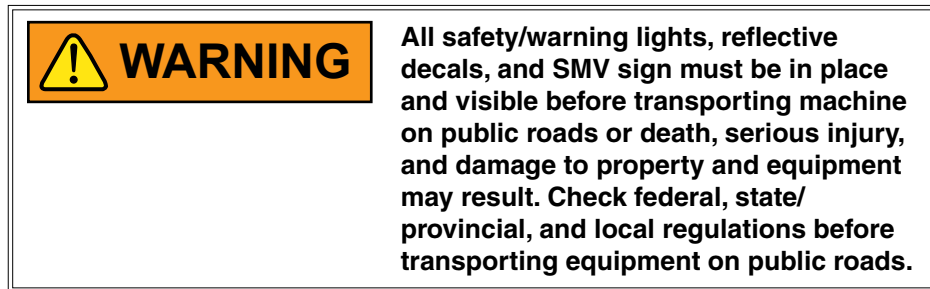 WARNING
All safety/warning lights, reflective
decals, and SMV sign must be in place
and visible before transporting machine
on public roads or death, serious injury,
and damage to property and equipment
may result. Check federal, state/
provincial, and local regulations before
transporting equipment on public roads.